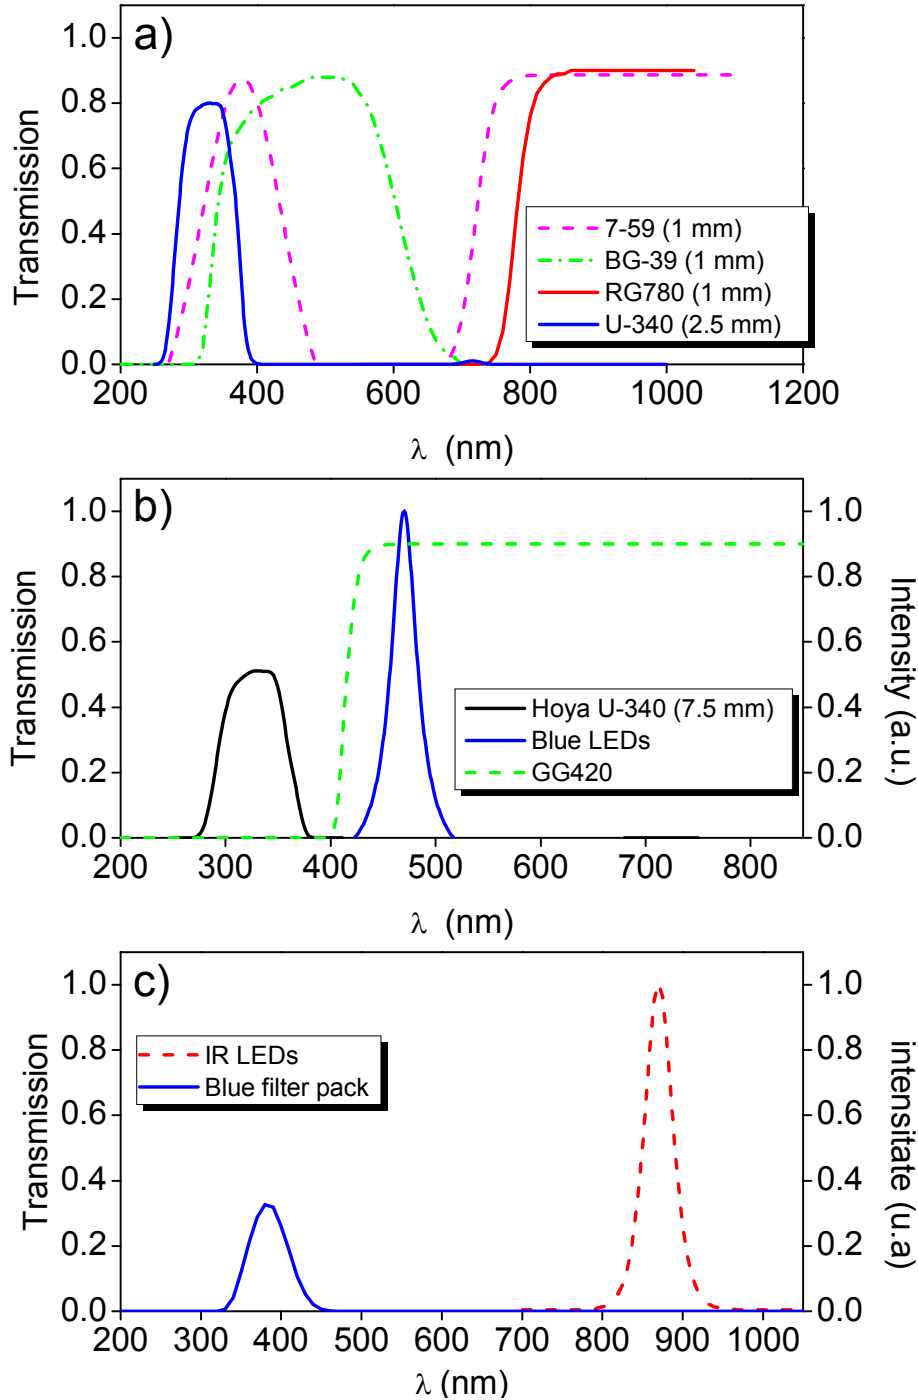 a)
1.0
0.8
0.6
0.4
0.2
0.0
Transmission
7-59 (1 mm)
BG-39 (1 mm)
RG780 (1 mm)
U-340 (2.5 mm)
200 400 600 800 1000 1200
λ (nm)
b)
1.0
0.8
0.6
0.4
0.2
0.0
Transmission
Hoya U-340 (7.5 mm)
Blue LEDs
GG420
1.0
0.8
0.6
0.4
0.2
0.0
Intensity (a.u.)
200 300 400 500 600 700 800
λ (nm)
c)
1.0
0.8
0.6
0.4
0.2
0.0
Transmission
IR LEDs
Blue filter pack
1.0
0.8
0.6
0.4
0.2
0.0
intensitate (u.a)
200 300 400 500 600 700 800 900 1000
λ (nm)